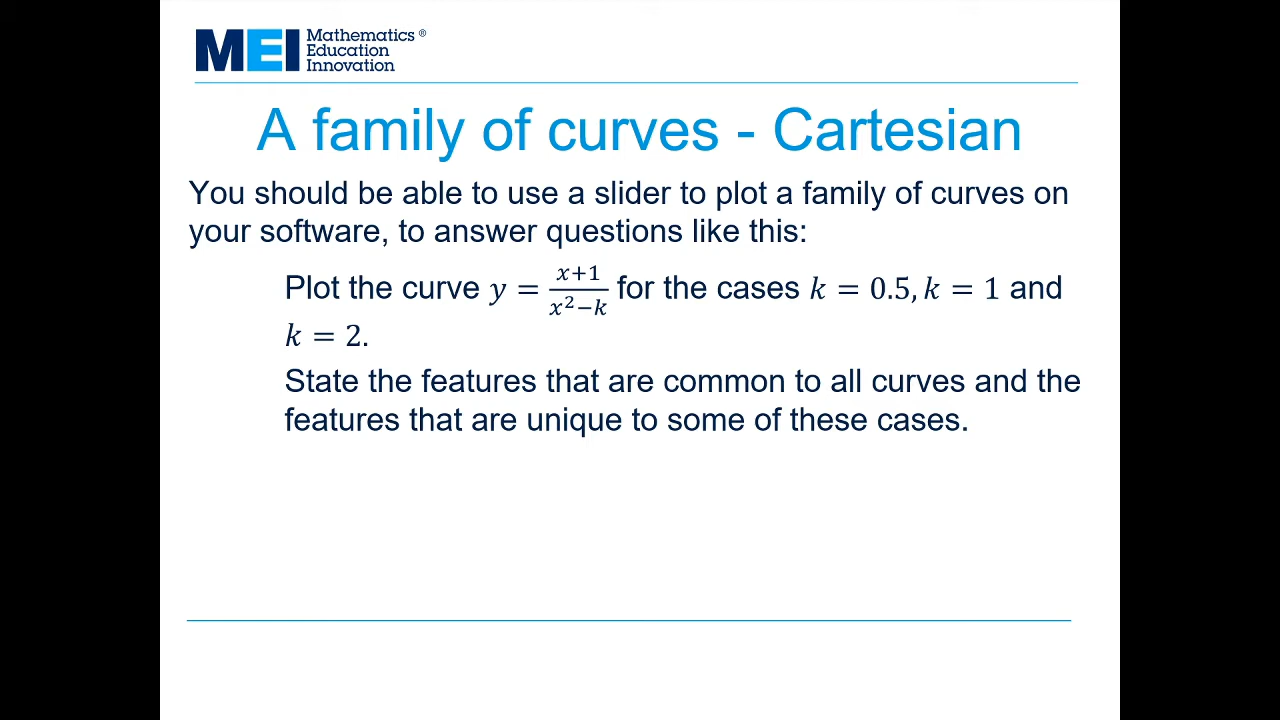 MEI Mathematics ®
Education
Innovation
A family of curves - Cartesian
You should be able to use a slider to plot a family of curves on
your software, to answer questions like this:
Plot the curve y = \frac{x+1}{x^2-k} for the cases k = 0.5, k = 1 and
k = 2.
State the features that are common to all curves and the
features that are unique to some of these cases.